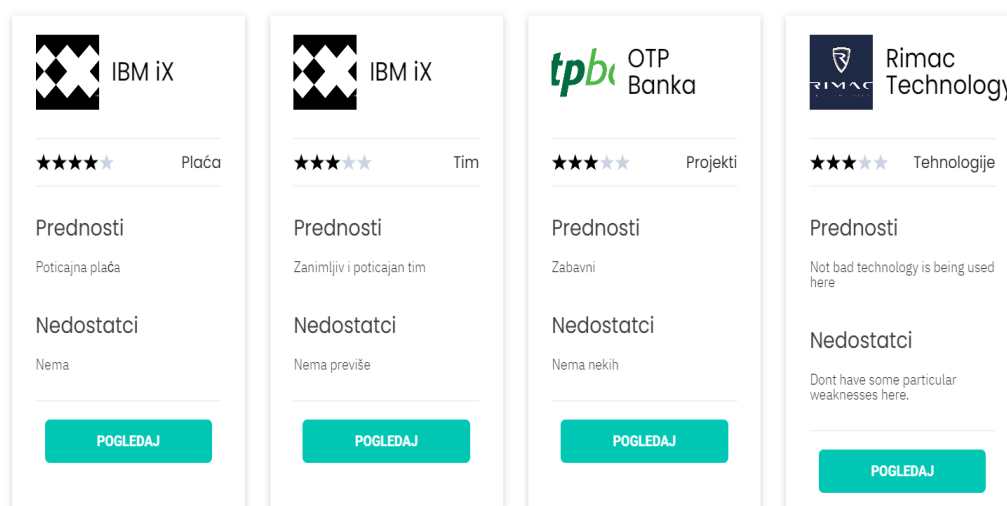 IBM iX
★★★★★ Plaća
Prednosti
Poticajna plaća
Nedostatci
Nema
POGLEDAJ
IBM iX
★★★★★ Tim
Prednosti
Zanimljiv i poticajan tim
Nedostatci
Nema previše
POGLEDAJ
tpb
OTP
Banka
★★★★★ Projekti
Prednosti
Zabavni
Nedostatci
Nema nekih
POGLEDAJ
RIMAC
Rimac
Technology
★★★★★ Tehnologije
Prednosti
Not bad technology is being used
here
Nedostatci
Dont have some particular
weaknesses here.
POGLEDAJ